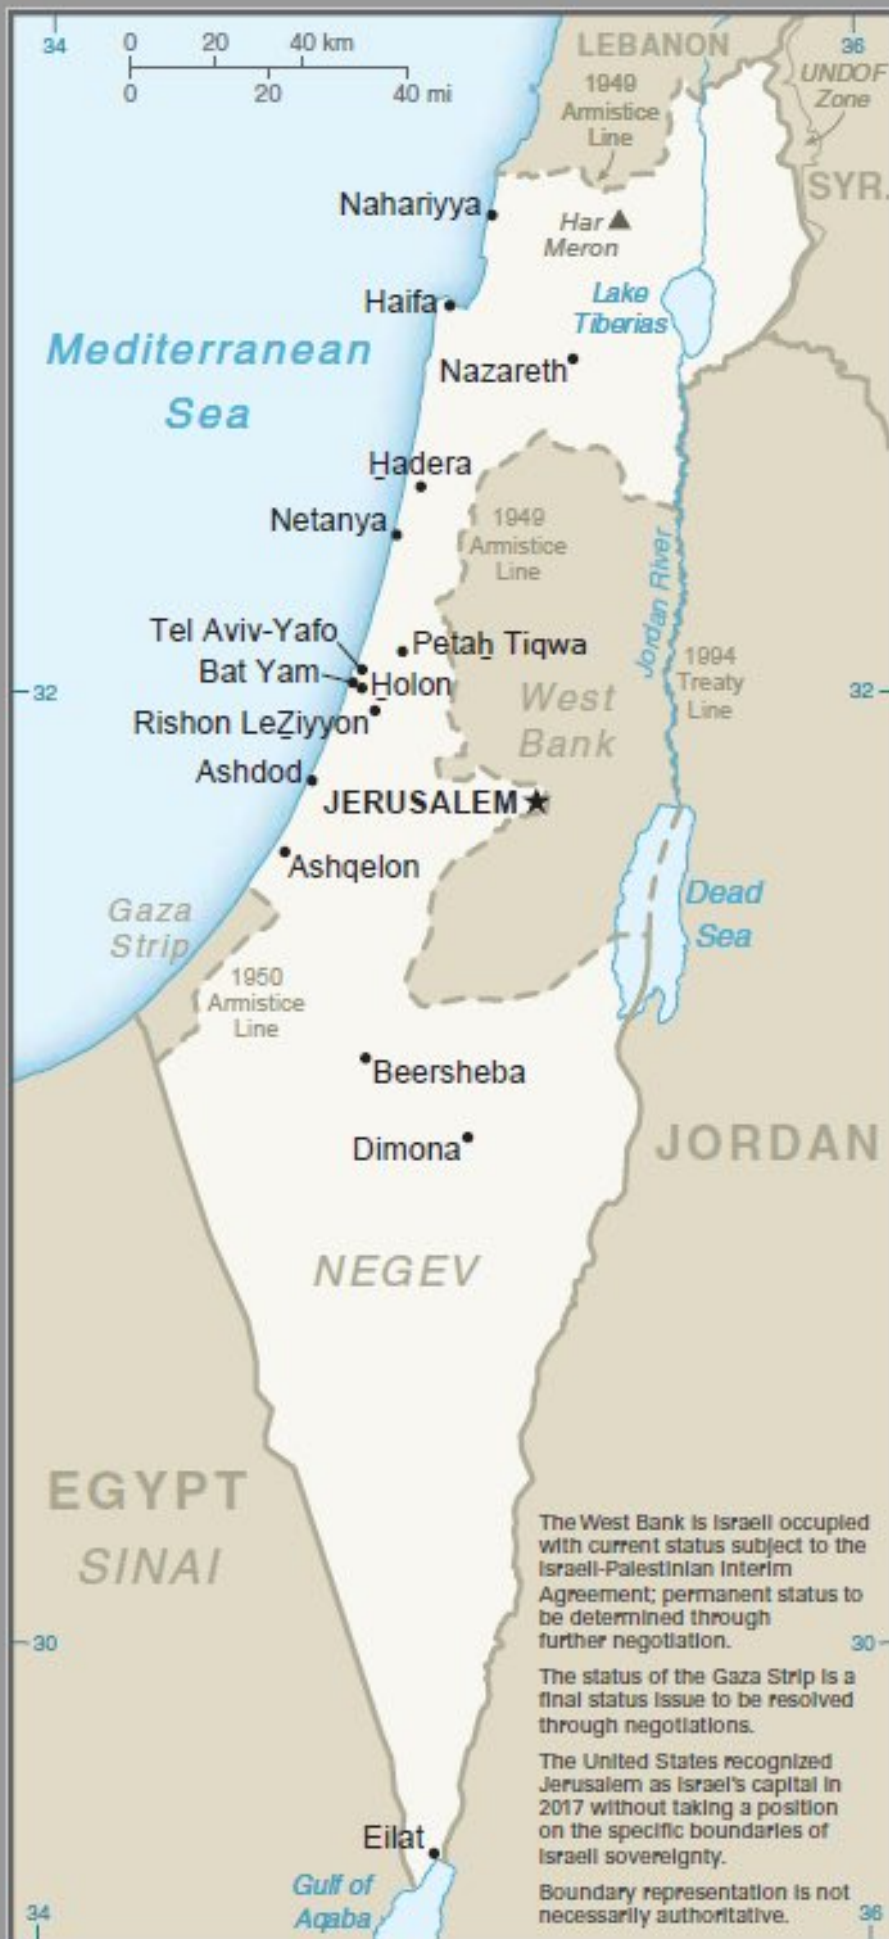 34
0 20 40 km
0 20 40 mi
LEBANON
36
UNDOF
Zone
1949
Armistice
Line
SYR.
Nahariyya
Har
Meron
Haifa
Lake
Tiberias
Mediterranean
Sea
Nazareth
H̱adera
Netanya
1949
Armistice
Line
Jordan River
Tel Aviv-Yafo
Petaẖ Tiqwa
Bat Yam
H̱olon
1994
Treaty
Line
32
West
Bank
32
Rishon LeẔiyyon
Ashdod
JERUSALEM
Ashqelon
Dead
Sea
Gaza
Strip
1950
Armistice
Line
Beersheba
Dimona
JORDAN
NEGEV
EGYPT
SINAI
The West Bank is Israeli occupied
with current status subject to the
Israeli-Palestinian Interim
Agreement; permanent status to
be determined through
further negotiation.
30
30
The status of the Gaza Strip is a
final status issue to be resolved
through negotiations.
The United States recognized
Jerusalem as Israel's capital in
2017 without taking a position
on the specific boundaries of
Israeli sovereignty.
Eilat
Gulf of
Aqaba
Boundary representation is not
necessarily authoritative.
34
36